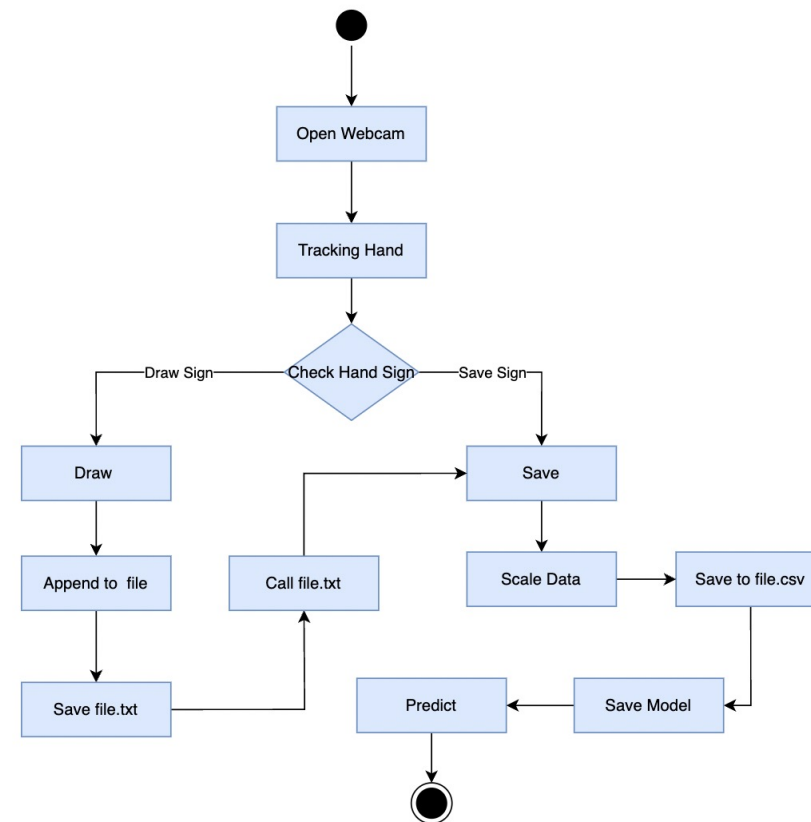 Open Webcam
Tracking Hand
Check Hand Sign
Draw Sign
Save Sign
Draw
Save
Append to file
Call file.txt
Scale Data
Save to file.csv
Save file.txt
Predict
Save Model